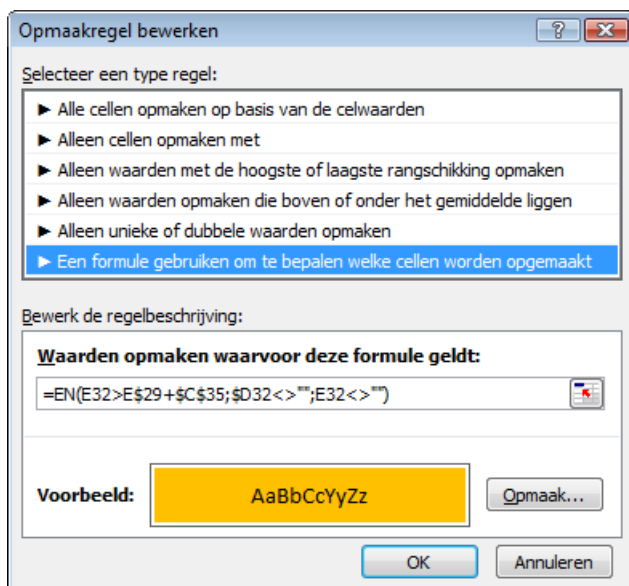 Opmaakregel bewerken
Selecteer een type regel:
► Alle cellen opmaken op basis van de celwaarden
► Alleen cellen opmaken met
► Alleen waarden met de hoogste of laagste rangschikking opmaken
► Alleen waarden opmaken die boven of onder het gemiddelde liggen
► Alleen unieke of dubbele waarden opmaken
► Een formule gebruiken om te bepalen welke cellen worden opgemaakt
Bewerk de regelbeschrijving:
Waarden opmaken waarvoor deze formule geldt:
=EN(E32>E$29+$C$35;$D32<>"";E32<>"")
Voorbeeld:
AaBbCcYyZz
Opmaak...
OK
Annuleren